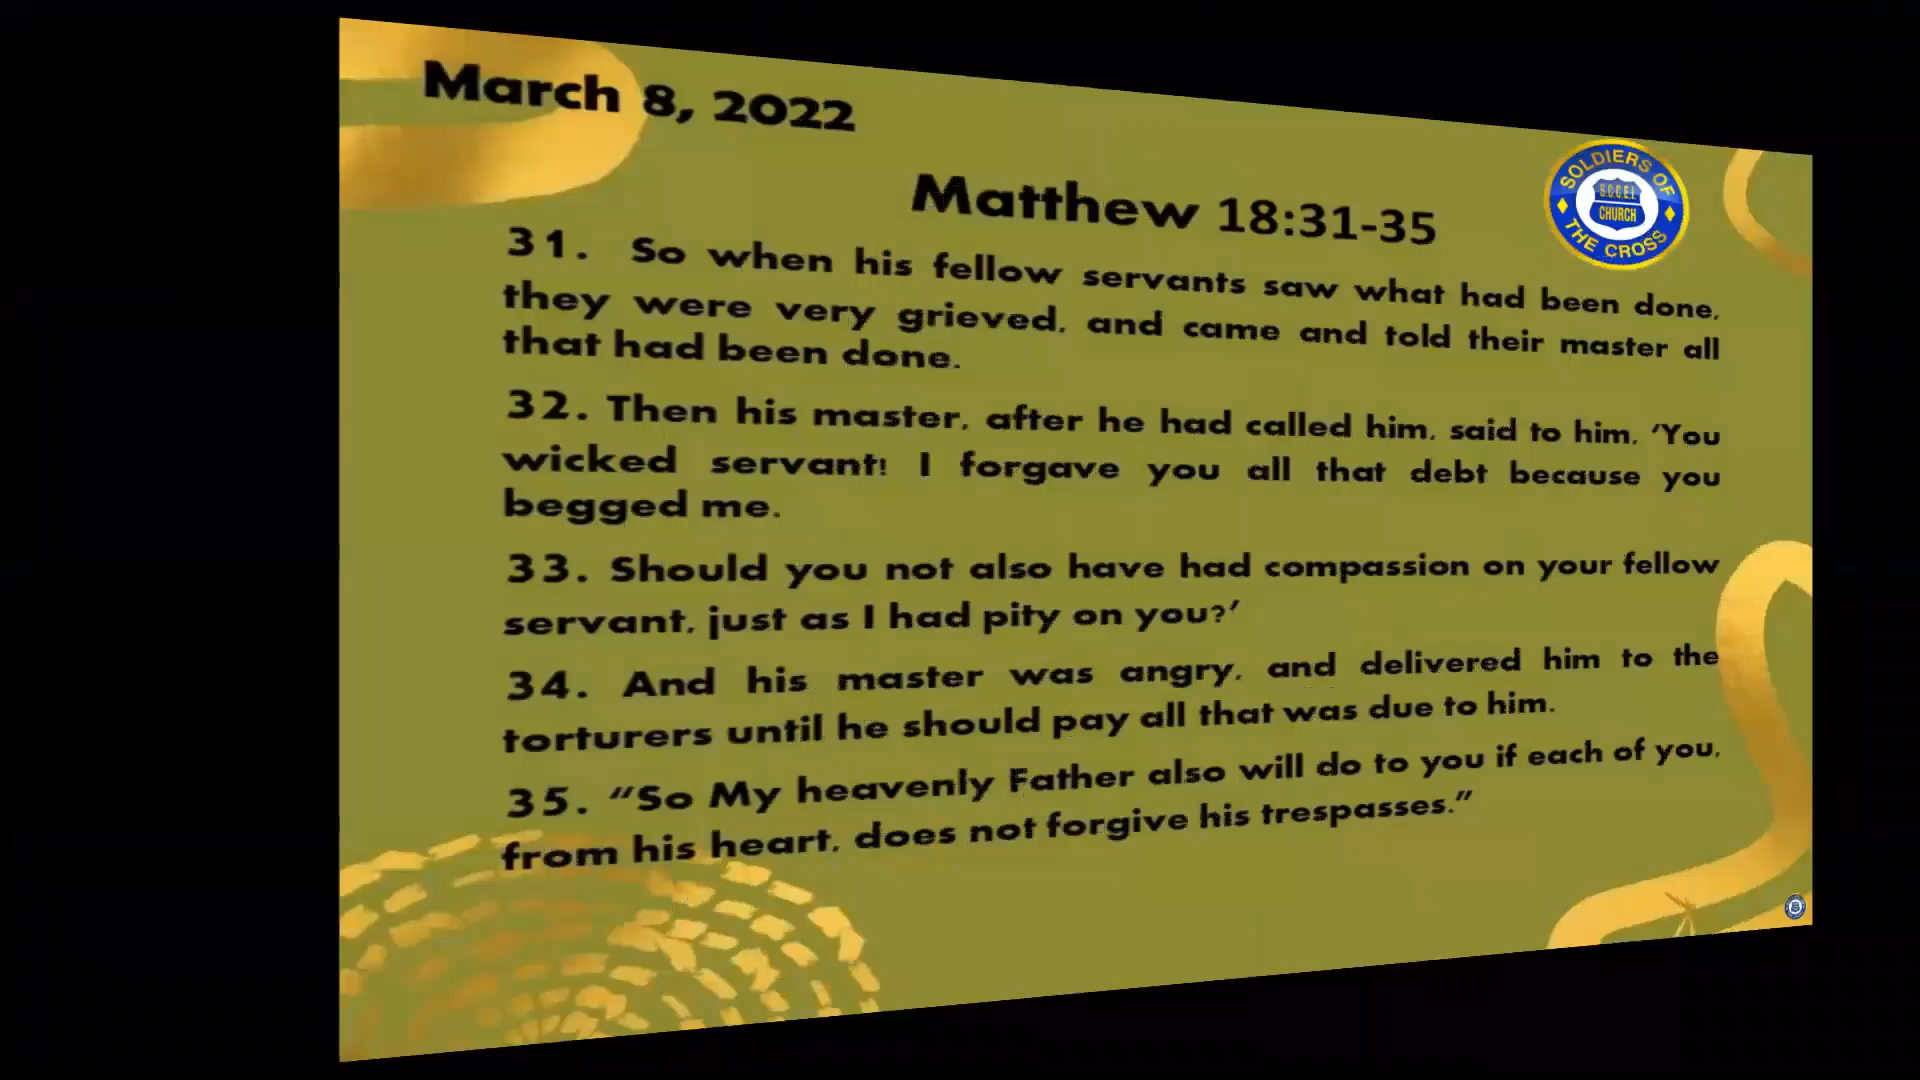 March 8, 2022
Matthew 18:31-35
SOLDIERS OF
S.C.C.E.I.
CHURCH
THE CROSS
31. So when his fellow servants saw what had been done,
they were very grieved, and came and told their master all
that had been done.
32. Then his master, after he had called him, said to him, ‘You
wicked servant! I forgave you all that debt because you
begged me.
33. Should you not also have had compassion on your fellow
servant, just as I had pity on you?’
34. And his master was angry, and delivered him to the
torturers until he should pay all that was due to him.
35. “So My heavenly Father also will do to you if each of you,
from his heart, does not forgive his trespasses.”